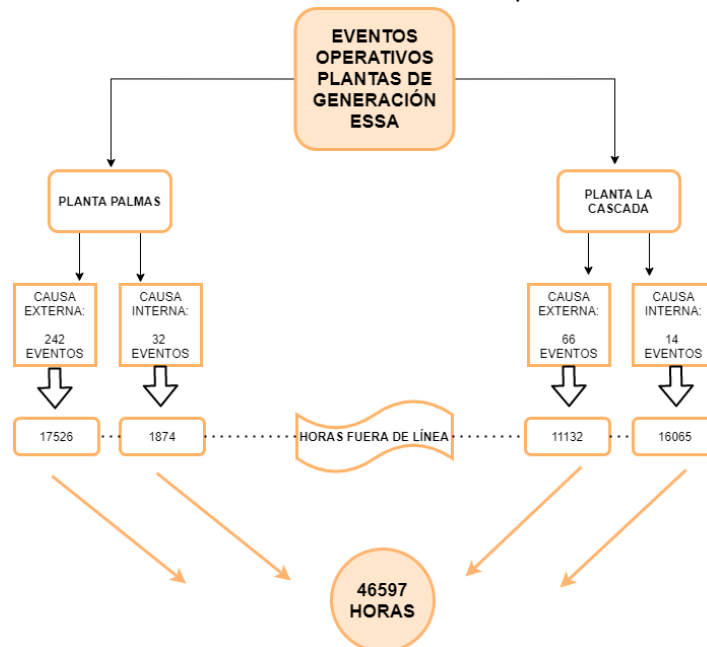 EVENTOS
OPERATIVOS
PLANTAS DE
GENERACIÓN
ESSA
PLANTA PALMAS
PLANTA LA
CASCADA
CAUSA
EXTERNA:
242
EVENTOS
CAUSA
INTERNA:
32
EVENTOS
CAUSA
EXTERNA:
66
EVENTOS
CAUSA
INTERNA:
14
EVENTOS
17526
1874
HORAS FUERA DE LÍNEA
11132
16065
46597
HORAS